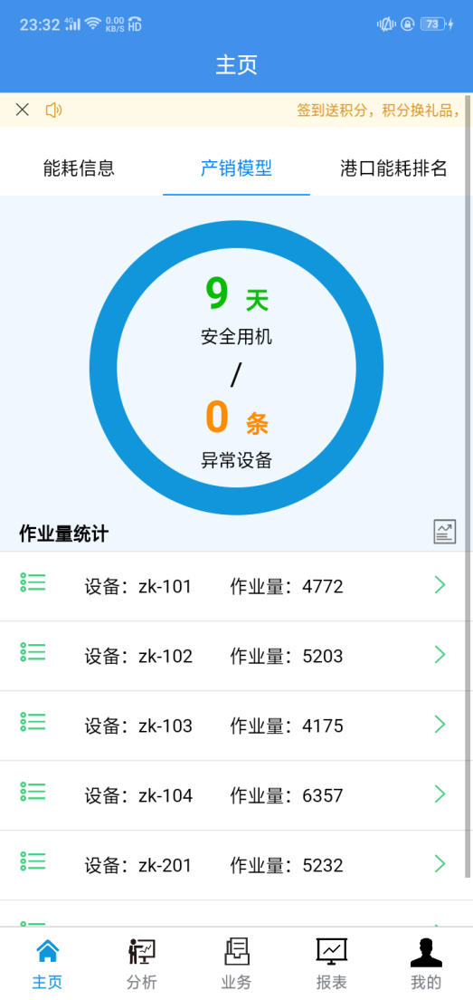 23:32 4G 0.00 KB/S HD 73
主页
签到送积分，积分换礼品，
能耗信息 产销模型 港口能耗排名
9 天
安全用机
/
0 条
异常设备
作业量统计
设备：zk-101 作业量：4772
设备：zk-102 作业量：5203
设备：zk-103 作业量：4175
设备：zk-104 作业量：6357
设备：zk-201 作业量：5232
主页 分析 业务 报表 我的